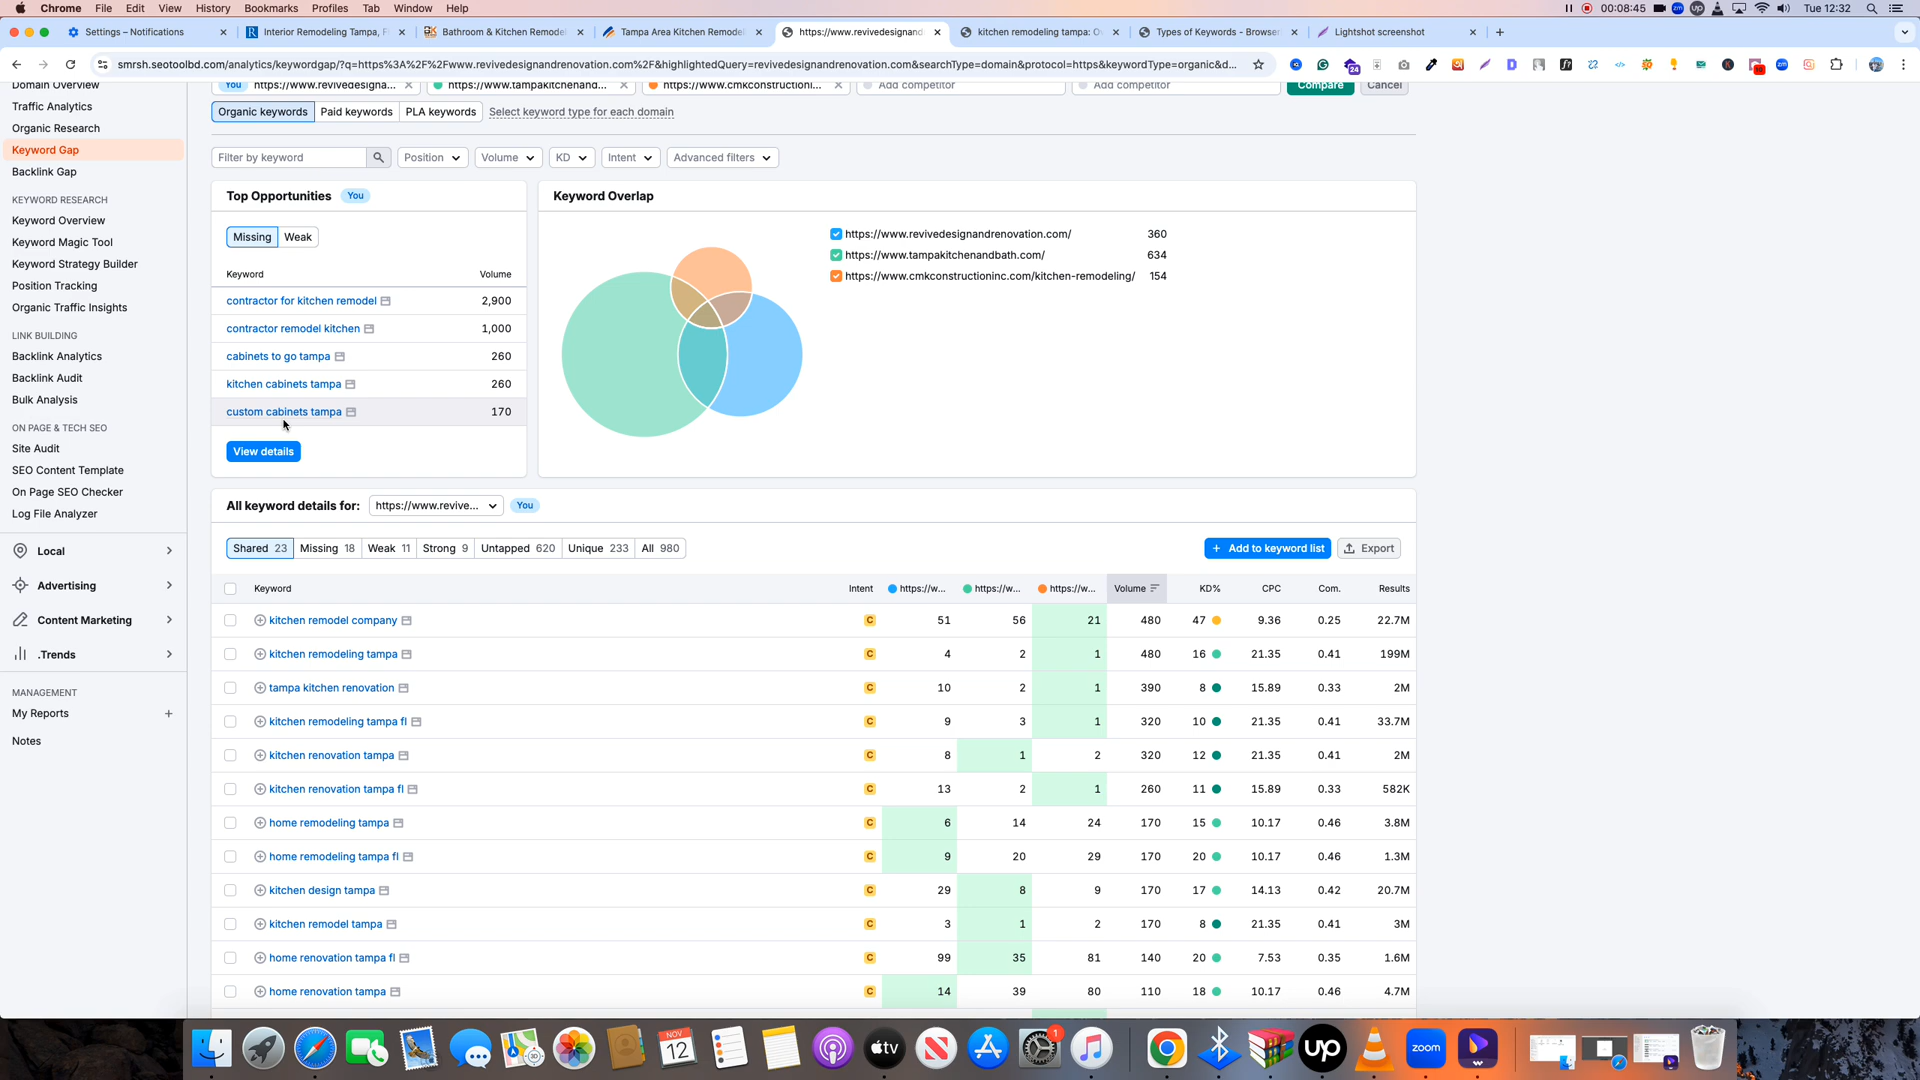 Chrome File Edit View History Bookmarks Profiles Tab Window Help 00:08:45 zm up Tue 12:32
Settings – Notifications Interior Remodeling Tampa, F Bathroom & Kitchen Remode Tampa Area Kitchen Remode https://www.revivedesignand kitchen remodeling tampa: O Types of Keywords - Browse Lightshot screenshot
smrsh.seotoolbd.com/analytics/keywordgap/?q=https%3A%2F%2Fwww.revivedesignandrenovation.com%2F&highlightedQuery=revivedesignandrenovation.com&searchType=domain&protocol=https&keywordType=organic&d...
Domain Overview
Traffic Analytics
Organic Research
Keyword Gap
Backlink Gap
KEYWORD RESEARCH
Keyword Overview
Keyword Magic Tool
Keyword Strategy Builder
Position Tracking
Organic Traffic Insights
LINK BUILDING
Backlink Analytics
Backlink Audit
Bulk Analysis
ON PAGE & TECH SEO
Site Audit
SEO Content Template
On Page SEO Checker
Log File Analyzer
Local
Advertising
Content Marketing
.Trends
MANAGEMENT
My Reports +
Notes
You https://www.revivedesigna... https://www.tampakitchenand... https://www.cmkconstructioni... Add competitor Add competitor Compare Cancel
Organic keywords Paid keywords PLA keywords Select keyword type for each domain
Filter by keyword Position Volume KD Intent Advanced filters
Top Opportunities You
Missing Weak
Keyword Volume
contractor for kitchen remodel 2,900
contractor remodel kitchen 1,000
cabinets to go tampa 260
kitchen cabinets tampa 260
custom cabinets tampa 170
View details
Keyword Overlap
https://www.revivedesignandrenovation.com/ 360
https://www.tampakitchenandbath.com/ 634
https://www.cmkconstructioninc.com/kitchen-remodeling/ 154
All keyword details for: https://www.revive... You
Shared 23 Missing 18 Weak 11 Strong 9 Untapped 620 Unique 233 All 980 + Add to keyword list Export
Keyword Intent https://w... https://w... https://w... Volume KD% CPC Com. Results
kitchen remodel company C 51 56 21 480 47 9.36 0.25 22.7M
kitchen remodeling tampa C 4 2 1 480 16 21.35 0.41 199M
tampa kitchen renovation C 10 2 1 390 8 15.89 0.33 2M
kitchen remodeling tampa fl C 9 3 1 320 10 21.35 0.41 33.7M
kitchen renovation tampa C 8 1 2 320 12 21.35 0.41 2M
kitchen renovation tampa fl C 13 2 1 260 11 15.89 0.33 582K
home remodeling tampa C 6 14 24 170 15 10.17 0.46 3.8M
home remodeling tampa fl C 9 20 29 170 20 10.17 0.46 1.3M
kitchen design tampa C 29 8 9 170 17 14.13 0.42 20.7M
kitchen remodel tampa C 3 1 2 170 8 21.35 0.41 3M
home renovation tampa fl C 99 35 81 140 20 7.53 0.35 1.6M
home renovation tampa C 14 39 80 110 18 10.17 0.46 4.7M
NOV 12 tv 1 up zoom